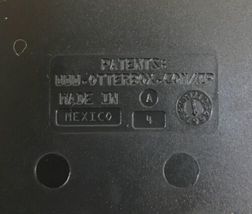 PATENTS:
WWW.OTTERBOX.COM/IP
MADE IN A
MEXICO 4